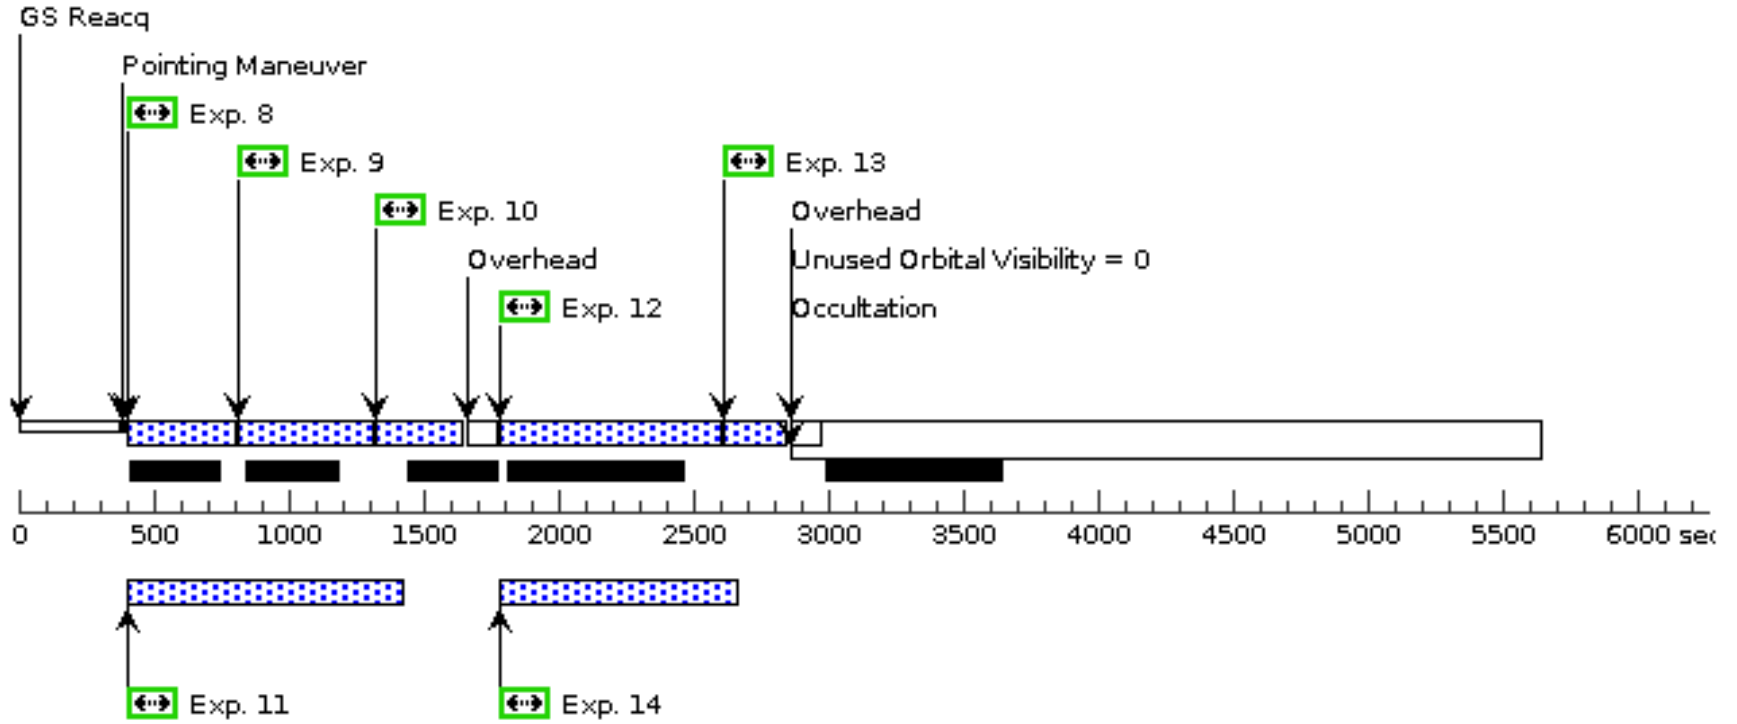 GS Reacq
Pointing Maneuver
Exp. 8
Exp. 9
Exp. 13
Exp. 10
Overhead
Overhead
Unused Orbital Visibility = 0
Exp. 12
Occultation
0 500 1000 1500 2000 2500 3000 3500 4000 4500 5000 5500 6000 sec
Exp. 11
Exp. 14